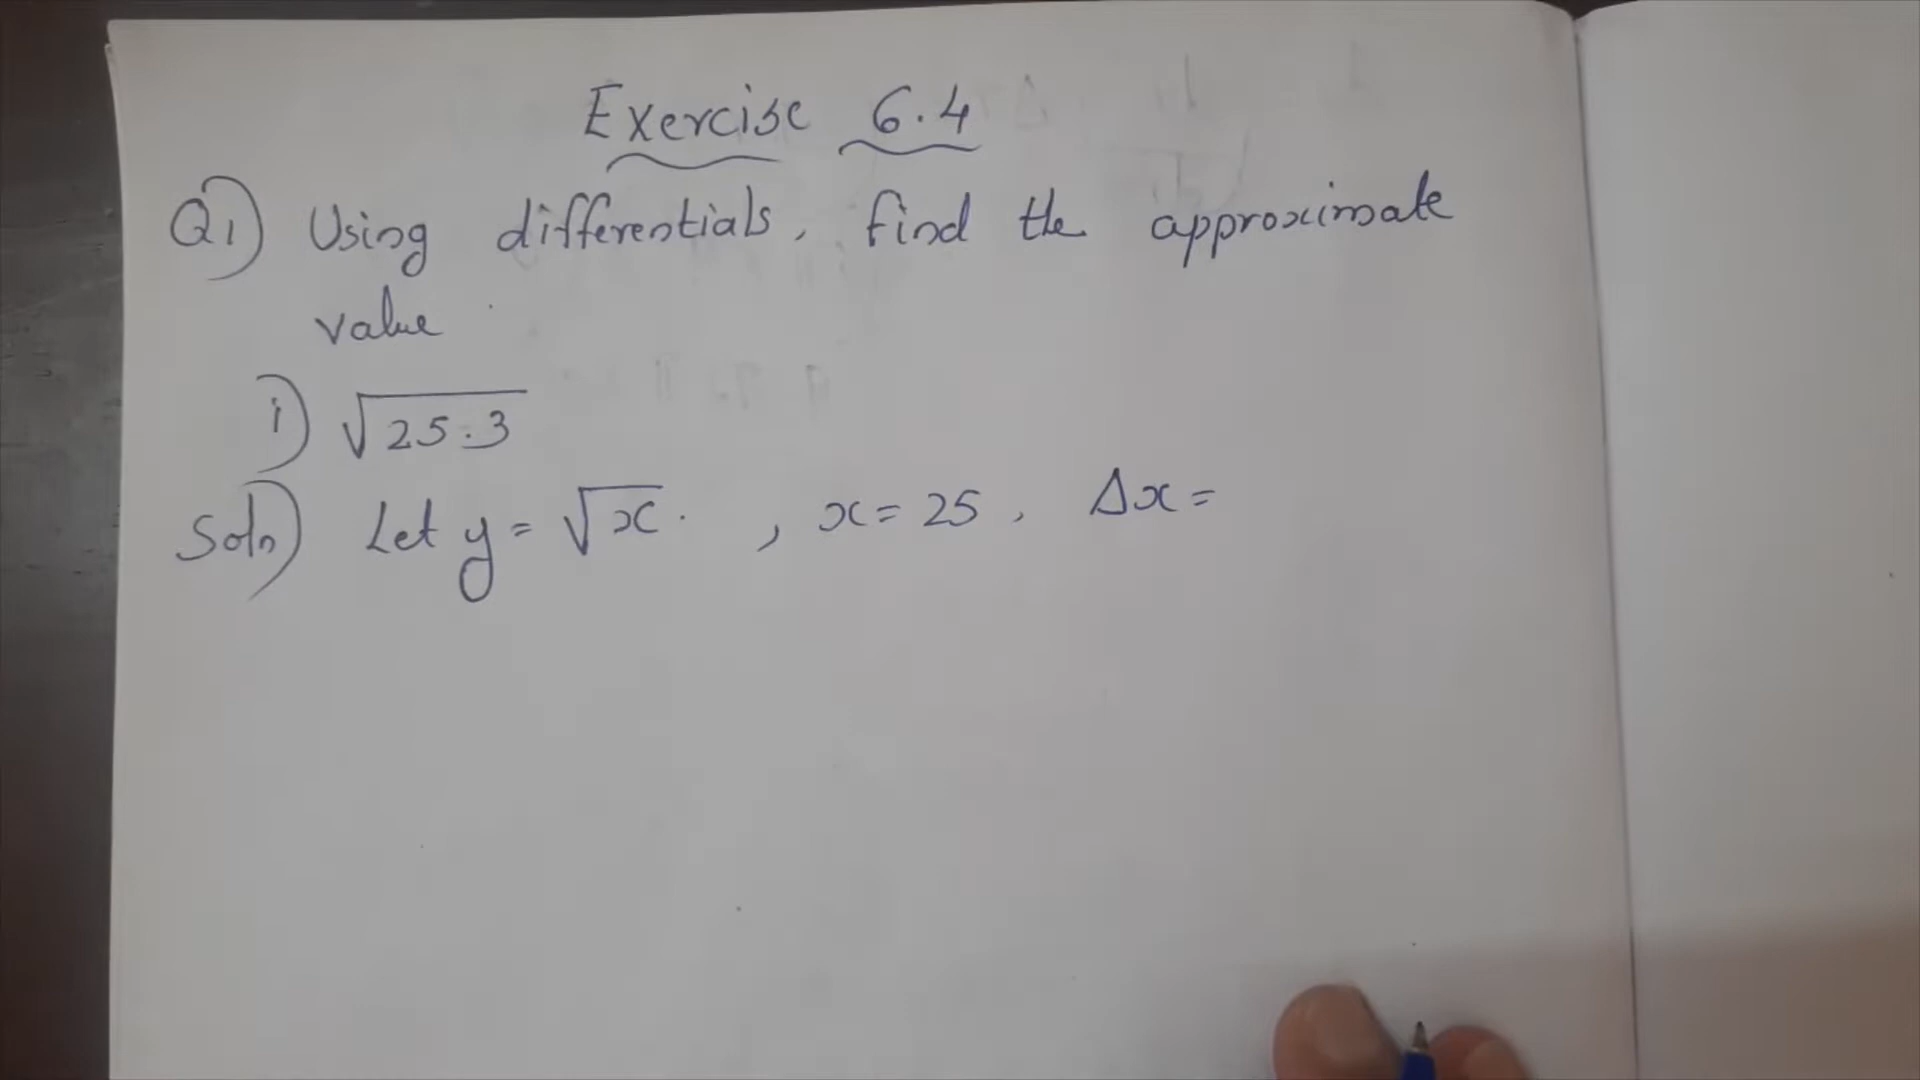 Exercise 6.4
Q1) Using differentials, find the approximate
value
i) √25.3
Soln) Let y = √x. , x = 25, Δx =